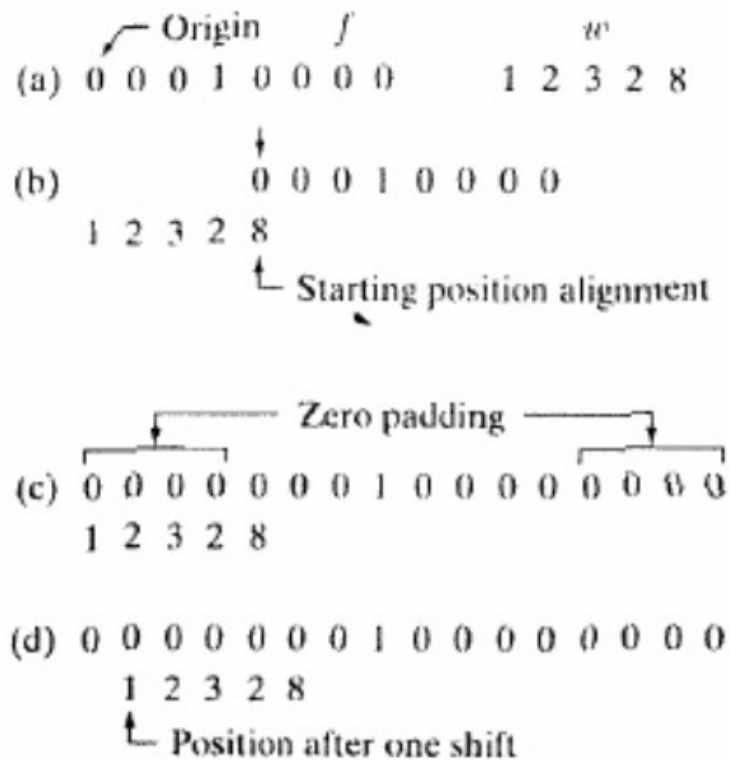 Origin f w
(a) 0 0 0 1 0 0 0 0 1 2 3 2 8
(b) 0 0 0 1 0 0 0 0
1 2 3 2 8
Starting position alignment
Zero padding
(c) 0 0 0 0 0 0 0 1 0 0 0 0 0 0 0 0
1 2 3 2 8
(d) 0 0 0 0 0 0 0 1 0 0 0 0 0 0 0 0
1 2 3 2 8
Position after one shift